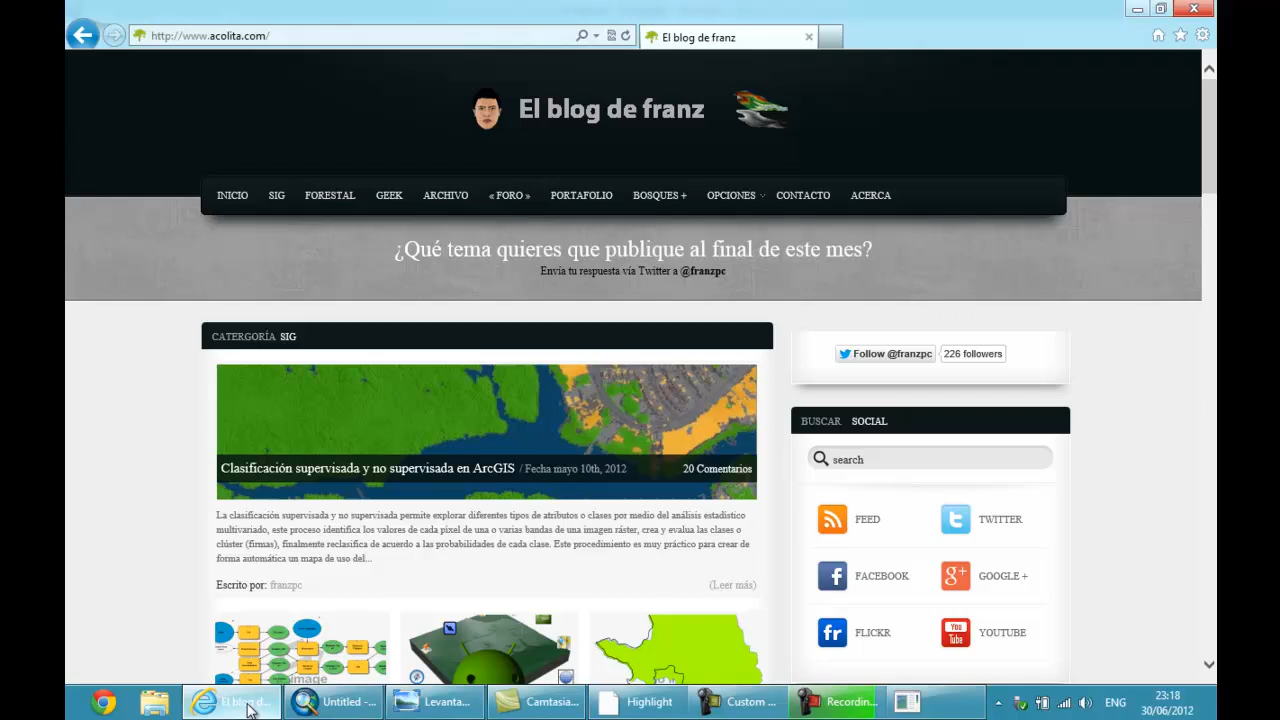 http://www.acolita.com/
El blog de franz
El blog de franz
INICIO SIG FORESTAL GEEK ARCHIVO « FORO » PORTAFOLIO BOSQUES + OPCIONES CONTACTO ACERCA
¿Qué tema quieres que publique al final de este mes?
Envía tu respuesta vía Twitter a @franzpc
CATERGORÍA SIG
Clasificación supervisada y no supervisada en ArcGIS / Fecha mayo 10th, 2012 20 Comentarios
La clasificación supervisada y no supervisada permite explorar diferentes tipos de atributos o clases por medio del análisis estadístico
multivariado, este proceso identifica los valores de cada pixel de una o varias bandas de una imagen ráster, crea y evalua las clases o
clúster (firmas), finalmente reclasifica de acuerdo a las probabilidades de cada clase. Este procedimiento es muy práctico para crear de
forma automática un mapa de uso del...
Escrito por: franzpc (Leer más)
Follow @franzpc 226 followers
BUSCAR SOCIAL
search
FEED TWITTER
FACEBOOK GOOGLE +
FLICKR YOUTUBE
El blog d... Untitled -... Levanta... Camtasia... Highlight Custom ... Recordin... ENG
23:18
30/06/2012